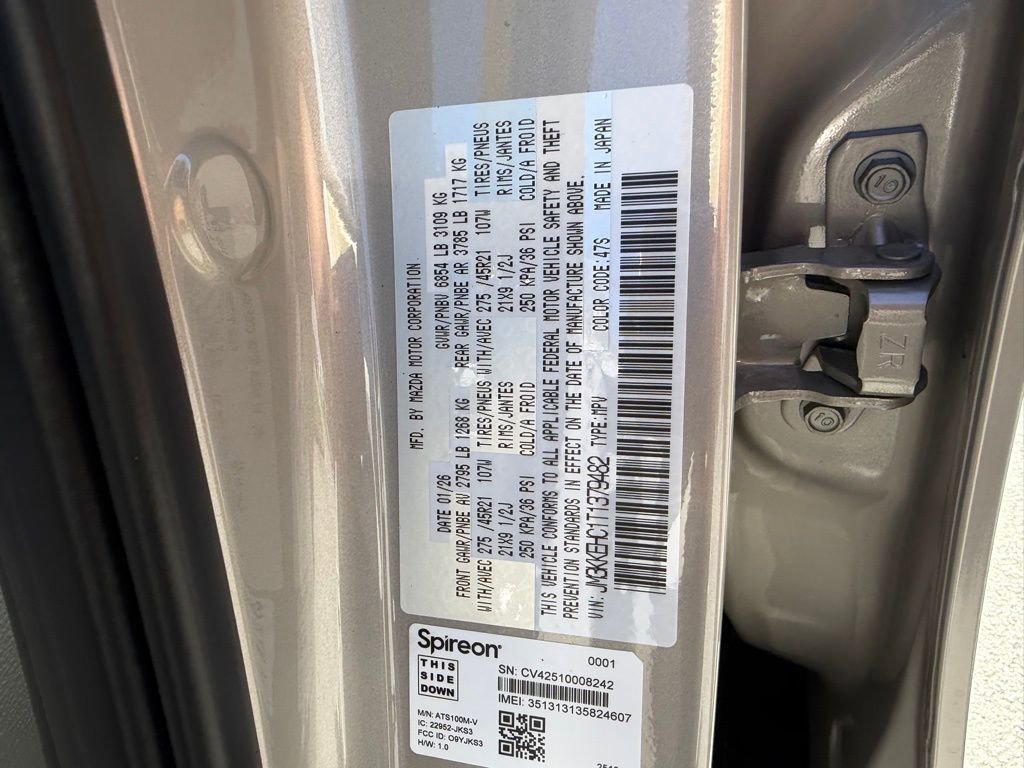 MFD. BY MAZDA MOTOR CORPORATION
DATE 01/26 GVWR/PNBV 6854 LB 3109 KG
FRONT GAWR/PNBE AV 2795 LB 1268 KG REAR GAWR/PNBE AR 3785 LB 1717 KG
WITH/AVEC 275 /45R21 107W TIRES/PNEUS WITH/AVEC 275 /45R21 107W TIRES/PNEUS
21X9 1/2J RIMS/JANTES 21X9 1/2J RIMS/JANTES
250 KPA/36 PSI COLD/A FROID 250 KPA/36 PSI COLD/A FROID
THIS VEHICLE CONFORMS TO ALL APPLICABLE FEDERAL MOTOR VEHICLE SAFETY AND THEFT
PREVENTION STANDARDS IN EFFECT ON THE DATE OF MANUFACTURE SHOWN ABOVE.
VIN: JM3KKEHC1T1379482 TYPE:MPV COLOR CODE:47S MADE IN JAPAN
10
ZR
10
Spireon
0001
THIS
SIDE
DOWN
SN: CV42510008242
IMEI: 351313135824607
M/N: ATS100M-V
IC: 22952-JKS3
FCC ID: O9YJKS3
H/W: 1.0